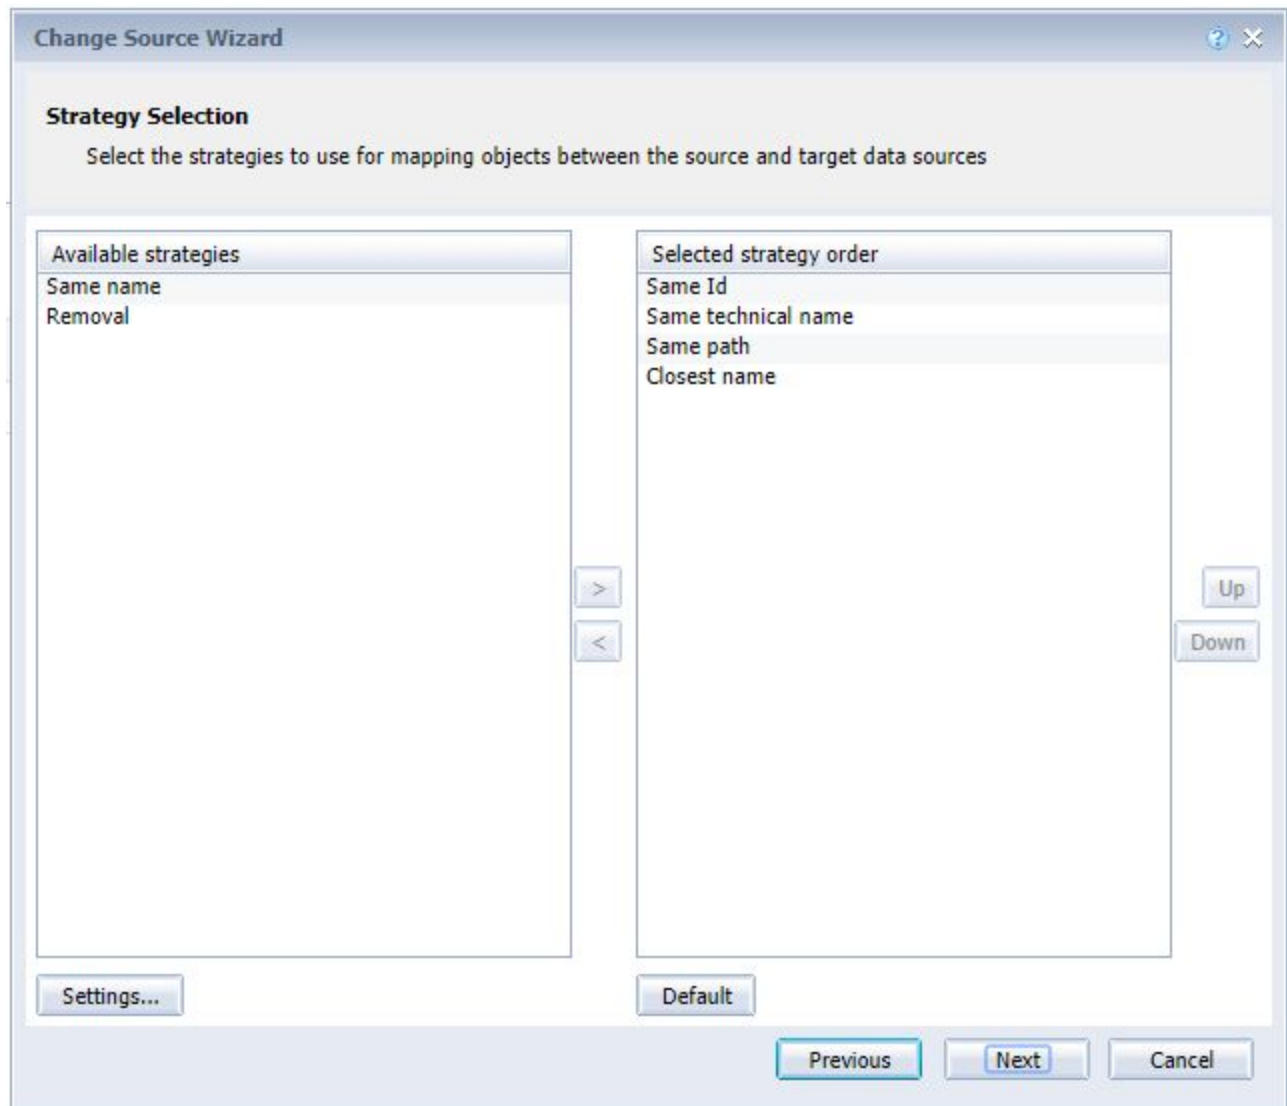 Change Source Wizard
?
Strategy Selection
Select the strategies to use for mapping objects between the source and target data sources
Available strategies
Same name
Removal
Selected strategy order
Same Id
Same technical name
Same path
Closest name
>
<
Up
Down
Settings...
Default
Previous
Next
Cancel